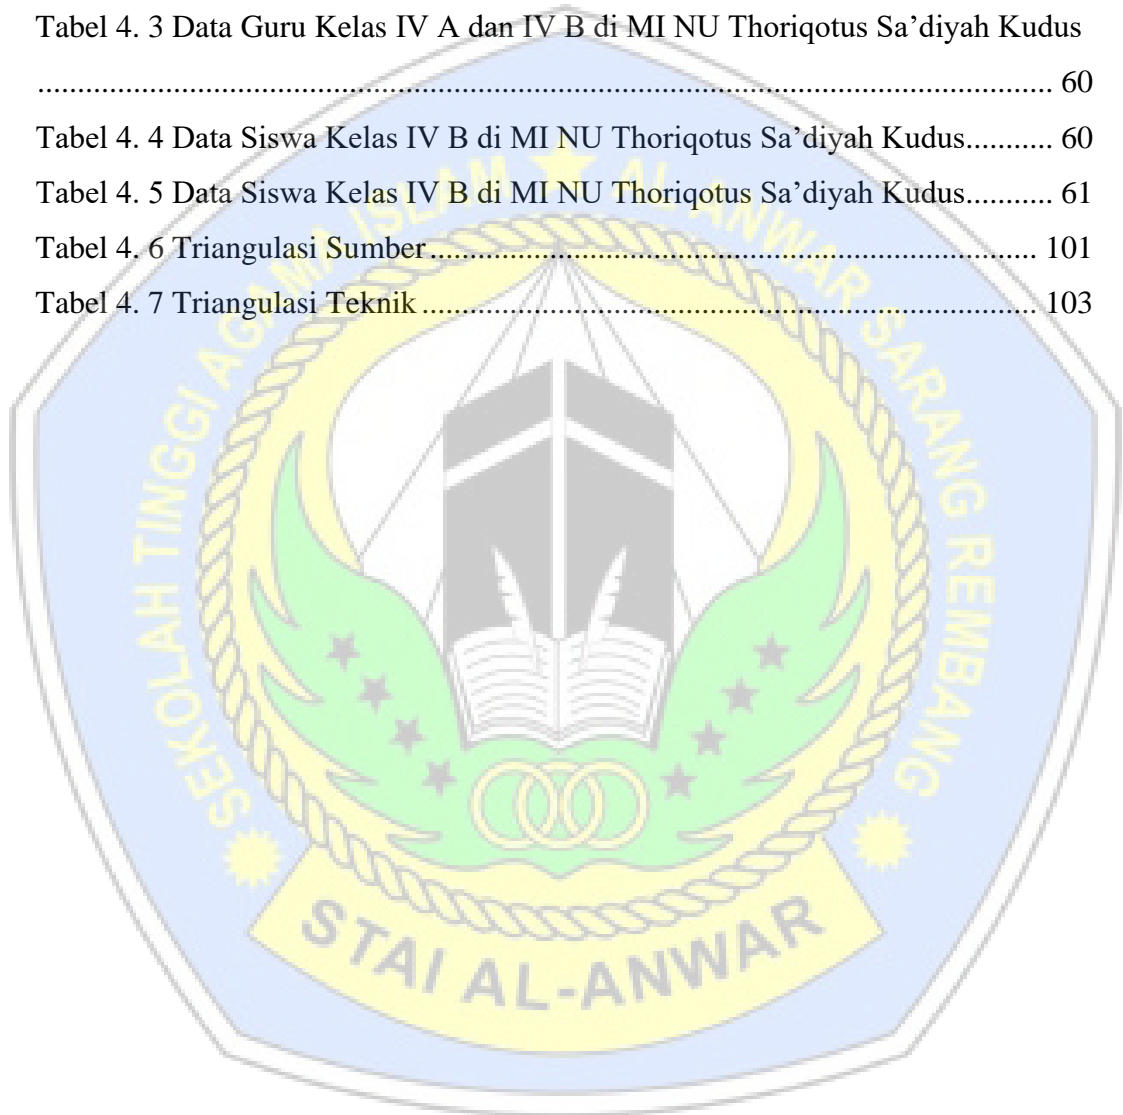 Tabel 4. 3 Data Guru Kelas IV A dan IV B di MI NU Thoriqotus Sa’diyah Kudus
................................................................................................................................ 60
Tabel 4. 4 Data Siswa Kelas IV B di MI NU Thoriqotus Sa’diyah Kudus........... 60
Tabel 4. 5 Data Siswa Kelas IV B di MI NU Thoriqotus Sa’diyah Kudus........... 61
Tabel 4. 6 Triangulasi Sumber............................................................................. 101
Tabel 4. 7 Triangulasi Teknik .............................................................................. 103
SEKOLAH TINGGI AGAMA ISLAM ★ AL-ANWAR SARANG REMBANG
STAI AL-ANWAR